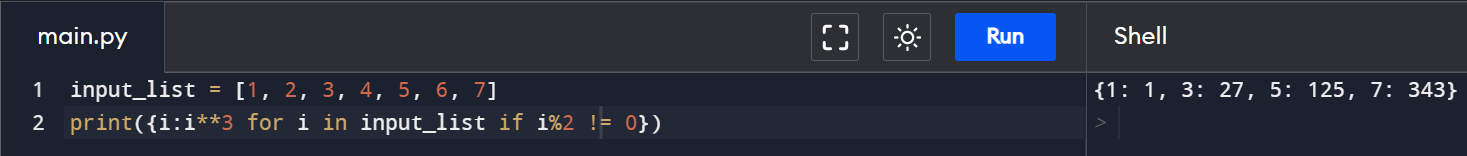 main.py
Run
Shell
1 input_list = [1, 2, 3, 4, 5, 6, 7]
2 print({i:i**3 for i in input_list if i%2 != 0})
{1: 1, 3: 27, 5: 125, 7: 343}
>